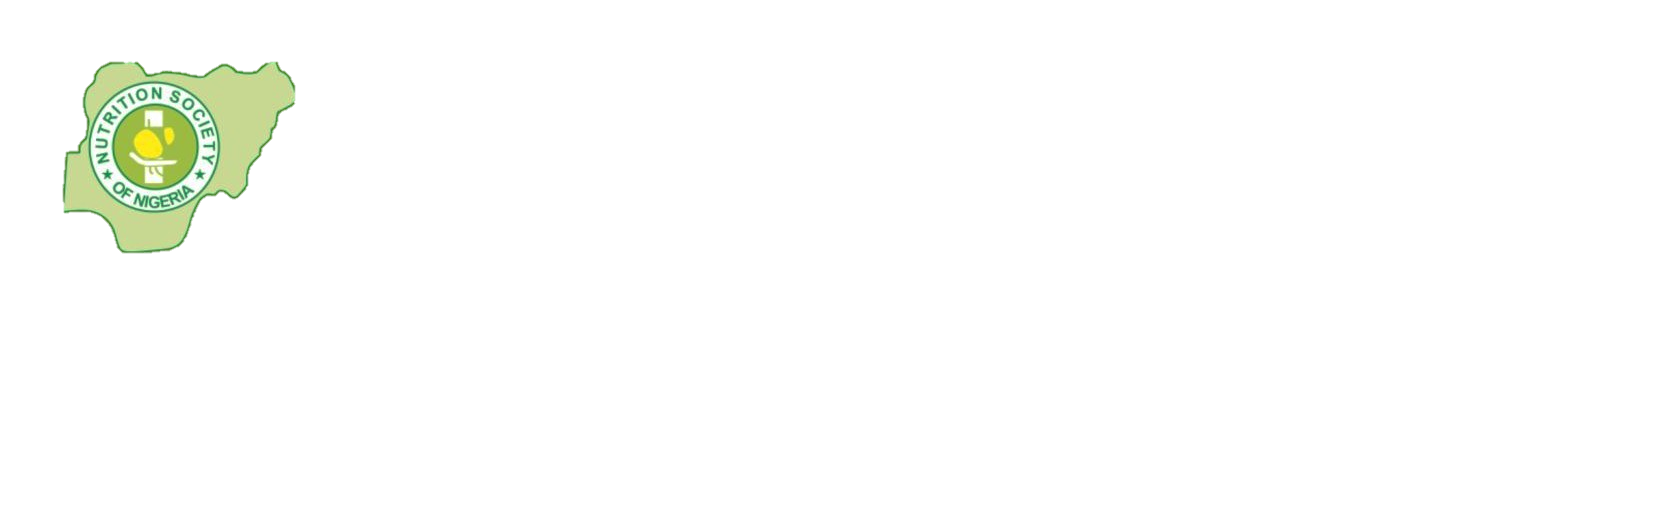 NUTRITION SOCIETY
OF NIGERIA